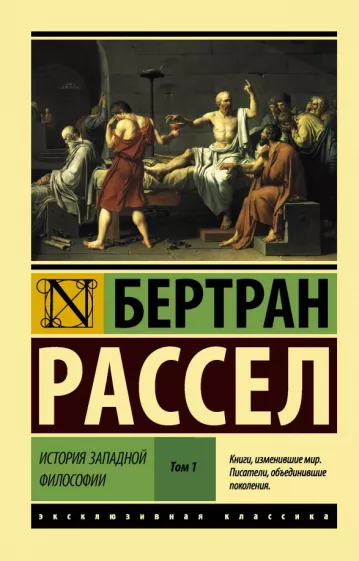 N
БЕРТРАН
РАССЕЛ
ИСТОРИЯ ЗАПАДНОЙ
ФИЛОСОФИИ
Том 1
Книги, изменившие мир.
Писатели, объединившие
поколения.
эксклюзивная классика